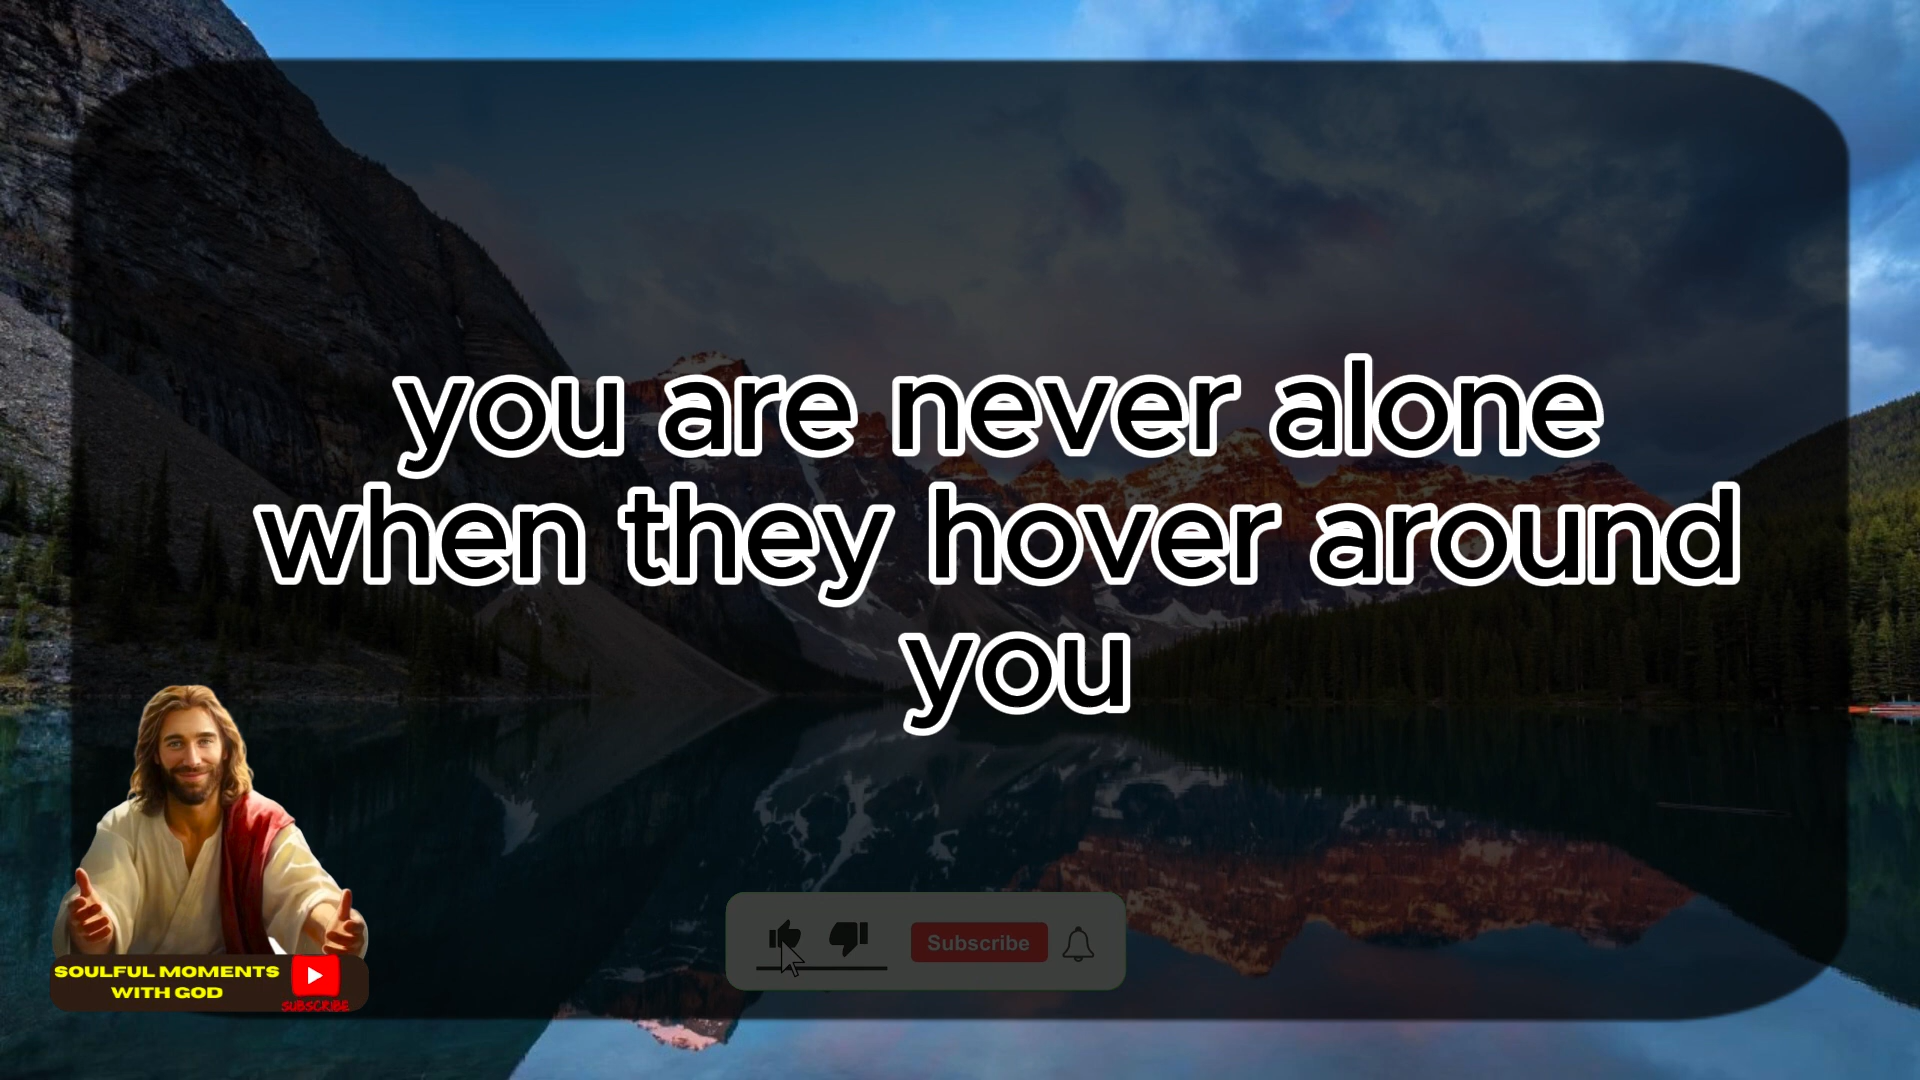 you are never alone
when they hover around
you
Subscribe
SOULFUL MOMENTS
WITH GOD
SUBSCRIBE